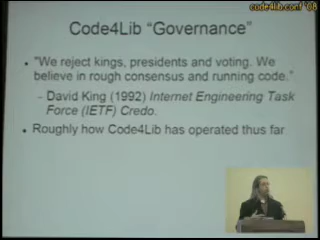 code4lib.conf '08
Code4Lib “Governance”
• "We reject kings, presidents and voting. We
believe in rough consensus and running code.”
– David King (1992) Internet Engineering Task
Force (IETF) Credo.
• Roughly how Code4Lib has operated thus far